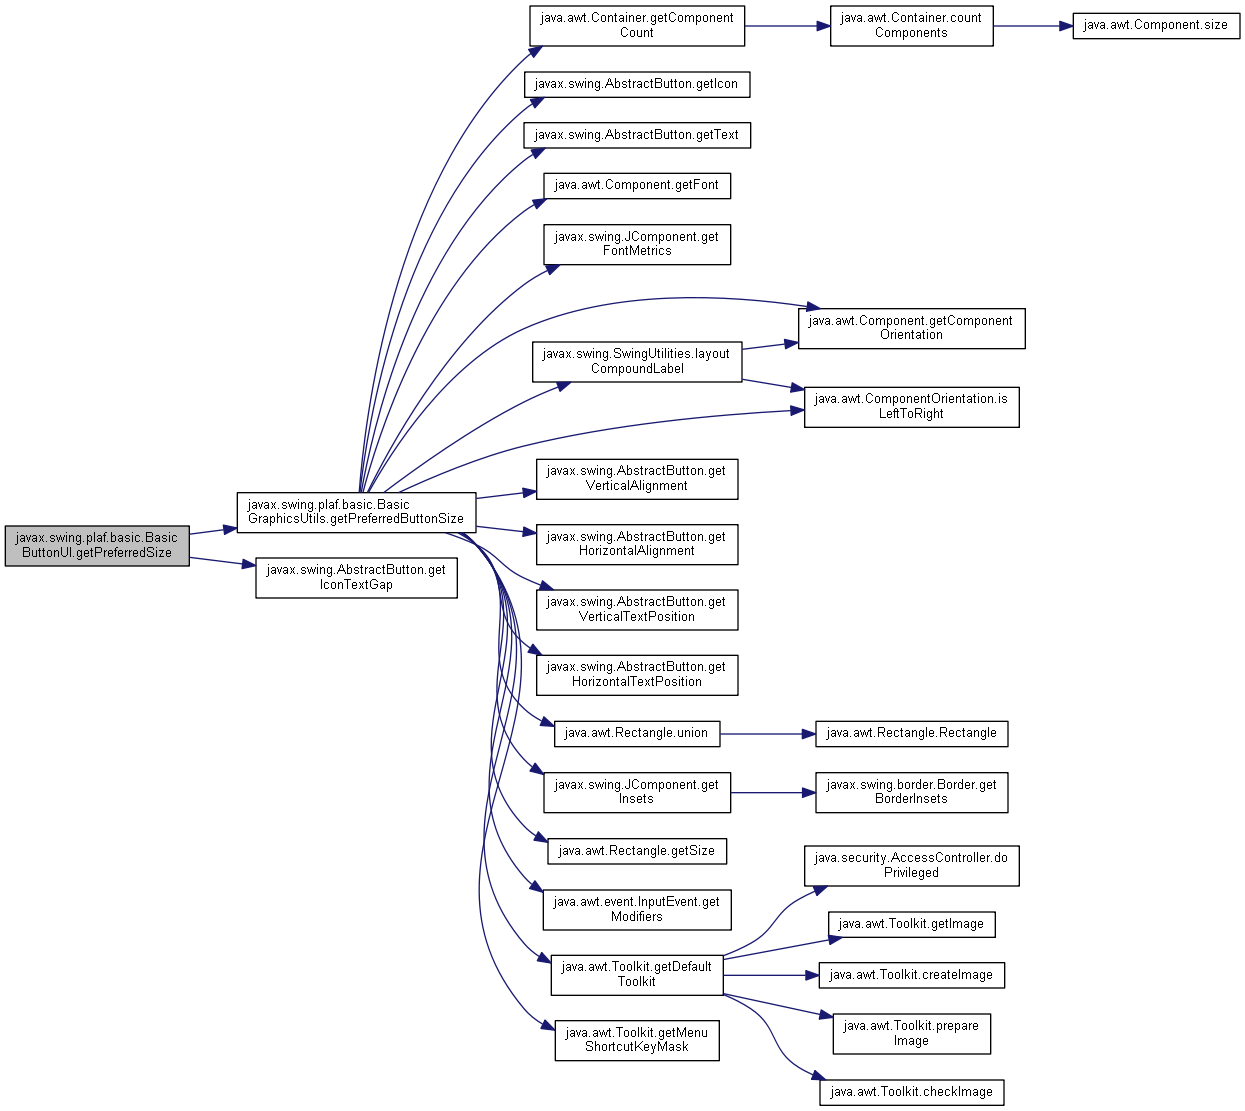 java.awt.Container.getComponent
Count
java.awt.Container.count
Components
java.awt.Component.size
javax.swing.AbstractButton.getIcon
javax.swing.AbstractButton.getText
java.awt.Component.getFont
javax.swing.JComponent.get
FontMetrics
java.awt.Component.getComponent
Orientation
javax.swing.SwingUtilities.layout
CompoundLabel
java.awt.ComponentOrientation.is
LeftToRight
javax.swing.AbstractButton.get
VerticalAlignment
javax.swing.plaf.basic.Basic
GraphicsUtils.getPreferredButtonSize
javax.swing.plaf.basic.Basic
ButtonUI.getPreferredSize
javax.swing.AbstractButton.get
HorizontalAlignment
javax.swing.AbstractButton.get
IconTextGap
javax.swing.AbstractButton.get
VerticalTextPosition
javax.swing.AbstractButton.get
HorizontalTextPosition
java.awt.Rectangle.union
java.awt.Rectangle.Rectangle
javax.swing.JComponent.get
Insets
javax.swing.border.Border.get
BorderInsets
java.awt.Rectangle.getSize
java.security.AccessController.do
Privileged
java.awt.event.InputEvent.get
Modifiers
java.awt.Toolkit.getImage
java.awt.Toolkit.getDefault
Toolkit
java.awt.Toolkit.createImage
java.awt.Toolkit.getMenu
ShortcutKeyMask
java.awt.Toolkit.prepare
Image
java.awt.Toolkit.checkImage